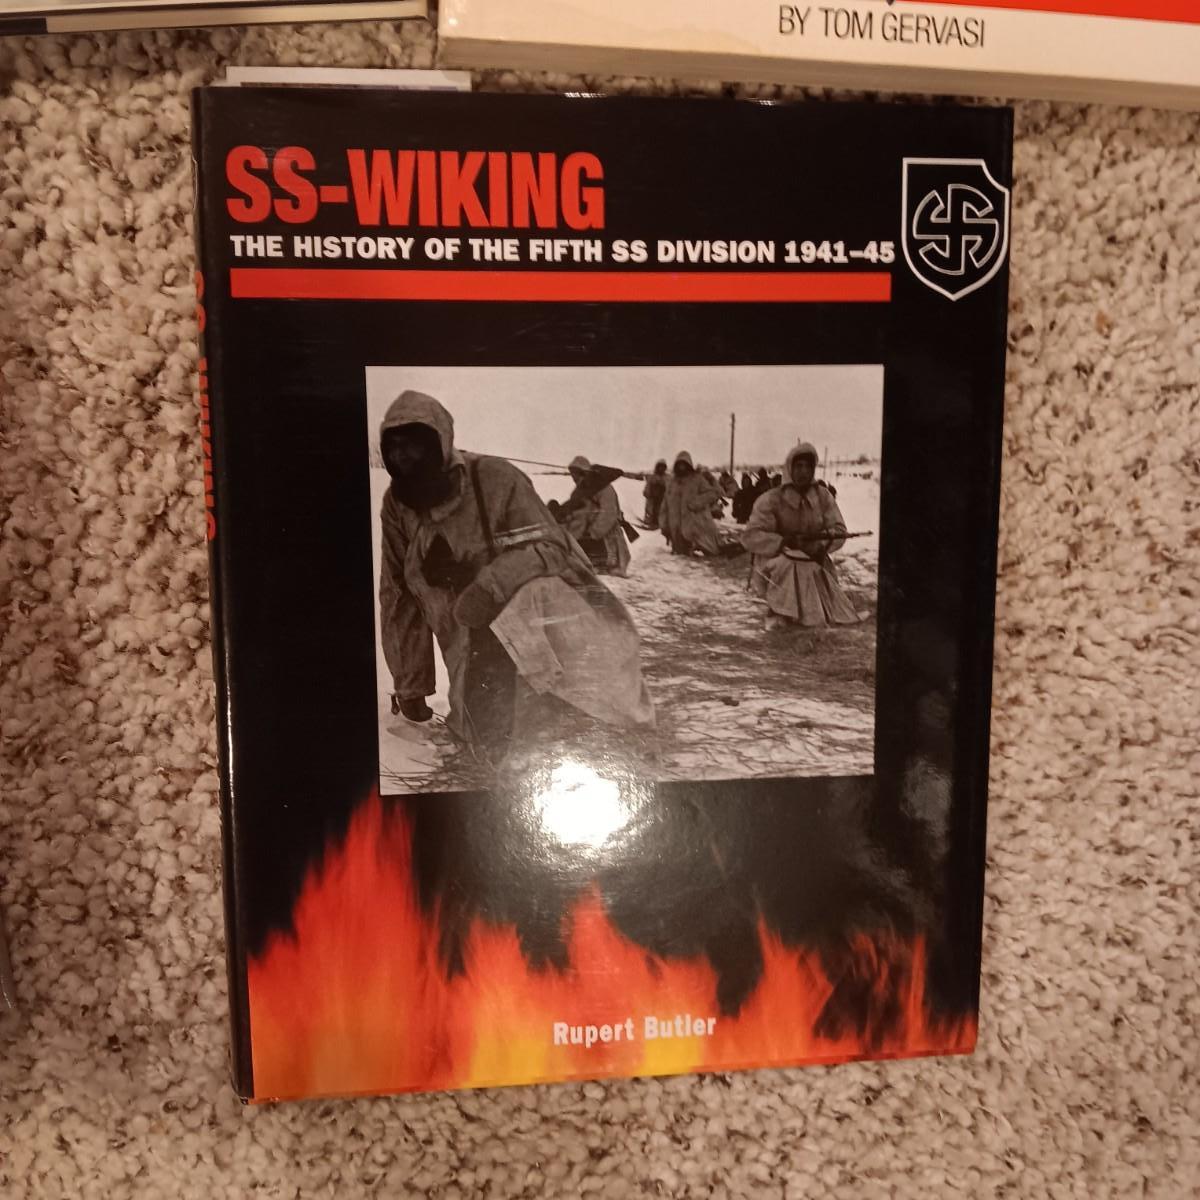 BY TOM GERVASI
SS-WIKING
THE HISTORY OF THE FIFTH SS DIVISION 1941–45
Rupert Butler